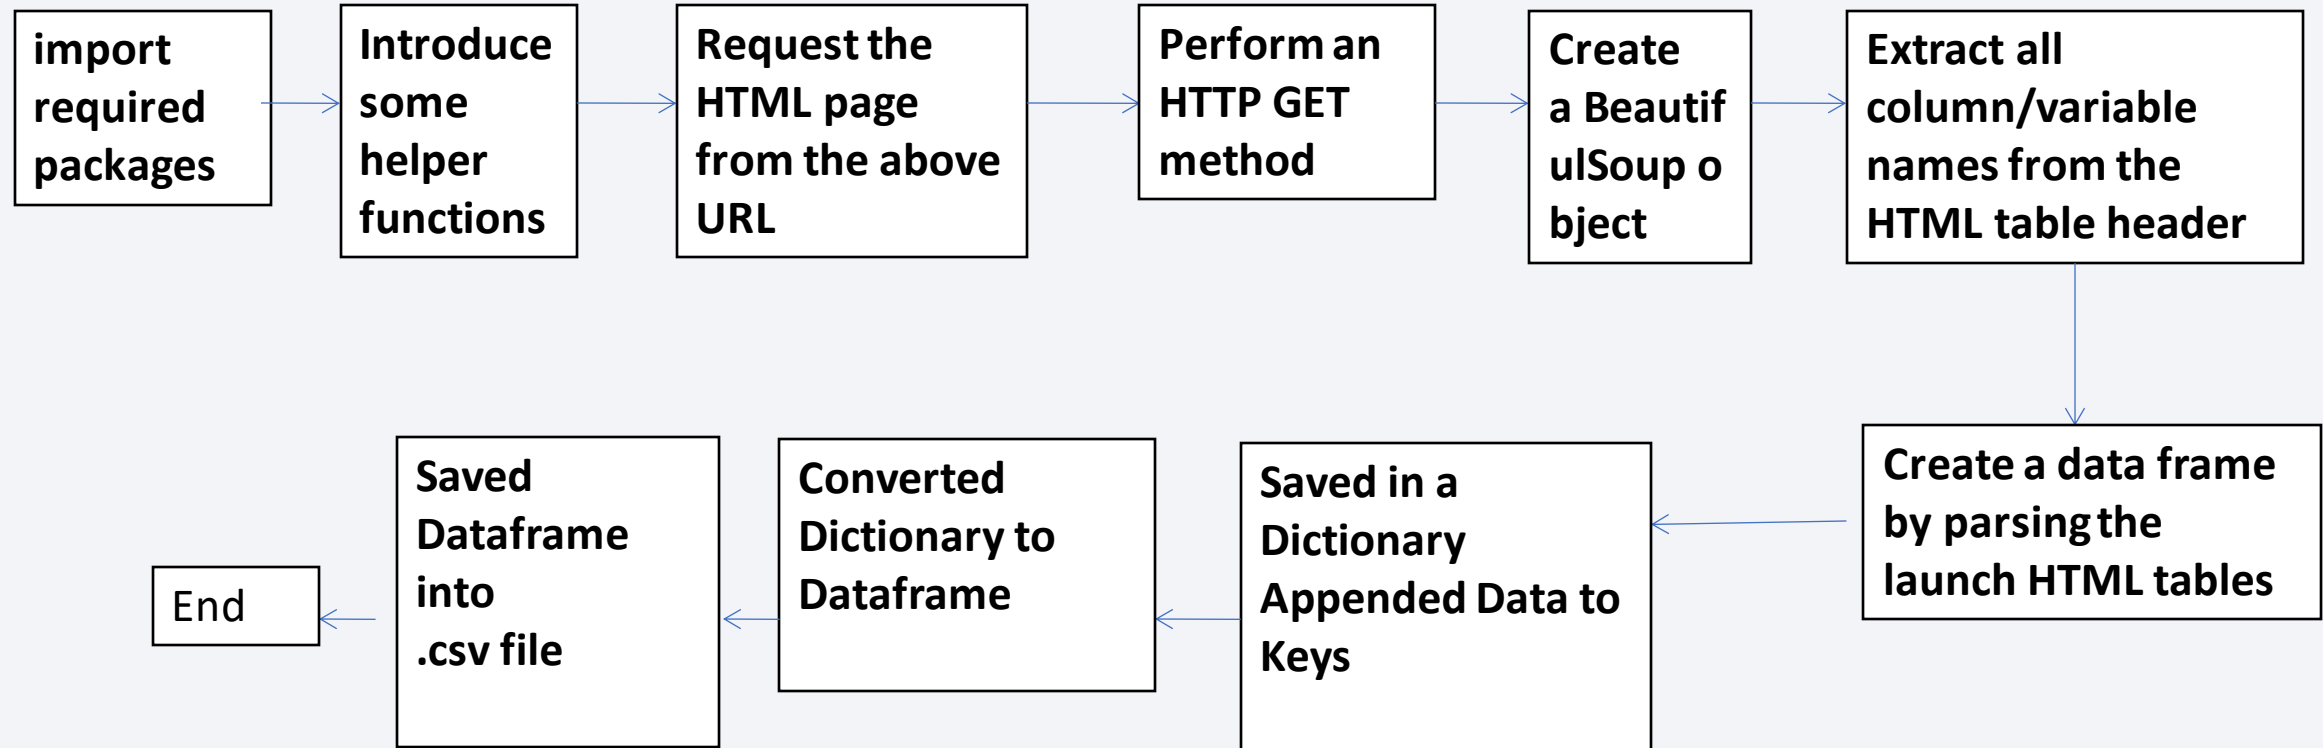 import
required
packages
Introduce
some
helper
functions
Request the
HTML page
from the above
URL
Perform an
HTTP GET
method
Create
a Beautif
ulSoup o
bject
Extract all
column/variable
names from the
HTML table header
Create a data frame
by parsing the
launch HTML tables
Saved in a
Dictionary
Appended Data to
Keys
Converted
Dictionary to
Dataframe
Saved
Dataframe
into
.csv file
End